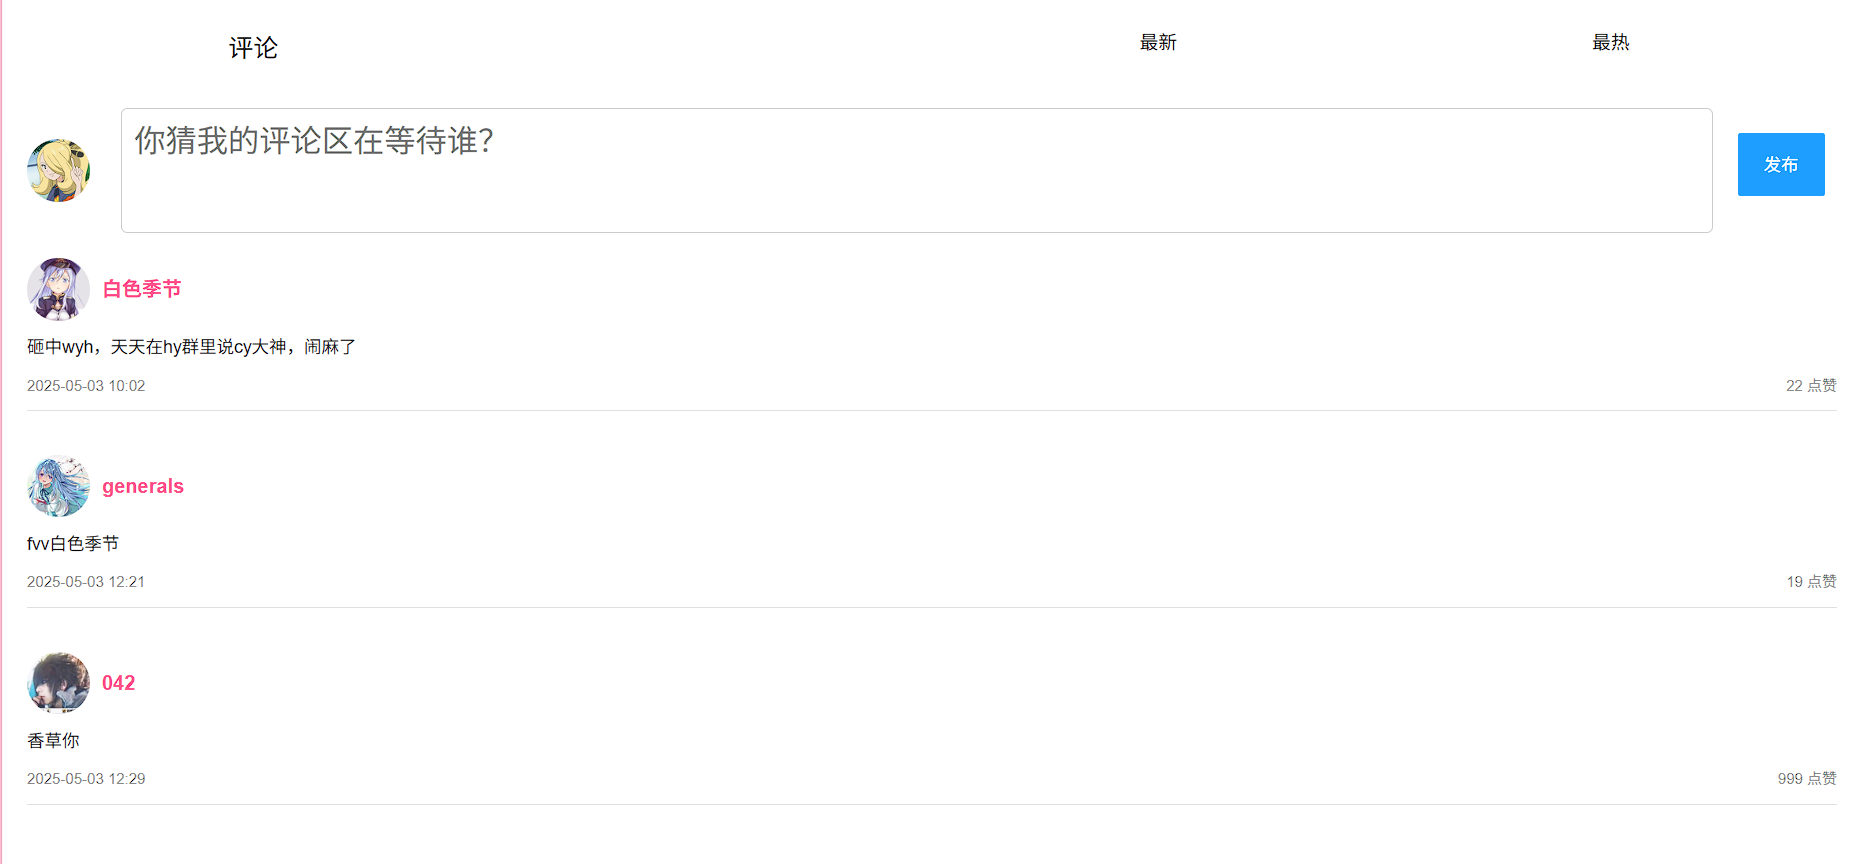 评论
最新
最热
你猜我的评论区在等待谁？
发布
白色季节
砸中wyh，天天在hy群里说cy大神，闹麻了
2025-05-03 10:02
22 点赞
generals
fvv白色季节
2025-05-03 12:21
19 点赞
042
香草你
2025-05-03 12:29
999 点赞